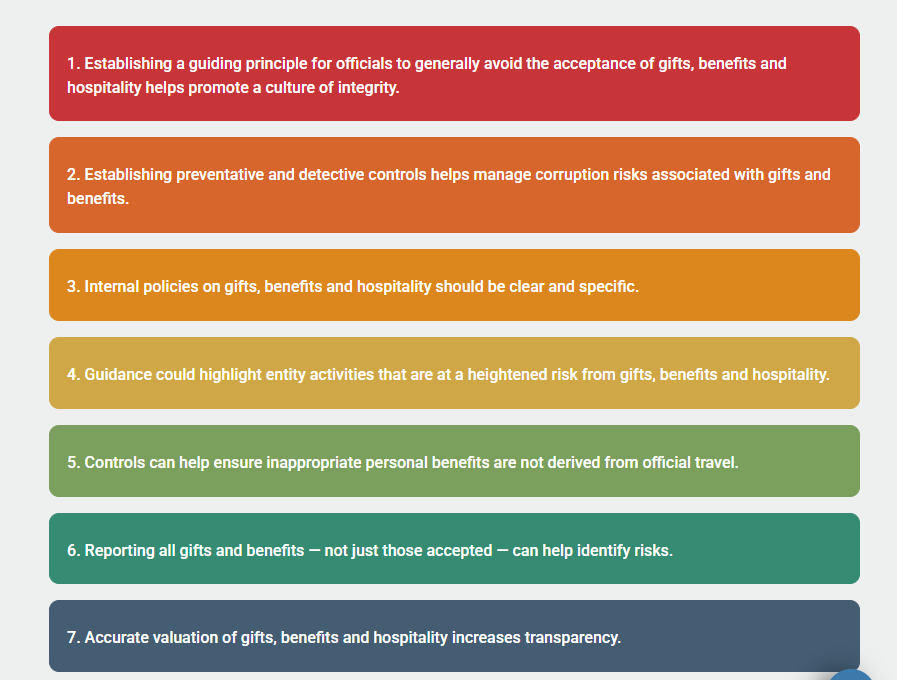 1. Establishing a guiding principle for officials to generally avoid the acceptance of gifts, benefits and
hospitality helps promote a culture of integrity.
2. Establishing preventative and detective controls helps manage corruption risks associated with gifts and
benefits.
3. Internal policies on gifts, benefits and hospitality should be clear and specific.
4. Guidance could highlight entity activities that are at a heightened risk from gifts, benefits and hospitality.
5. Controls can help ensure inappropriate personal benefits are not derived from official travel.
6. Reporting all gifts and benefits — not just those accepted — can help identify risks.
7. Accurate valuation of gifts, benefits and hospitality increases transparency.